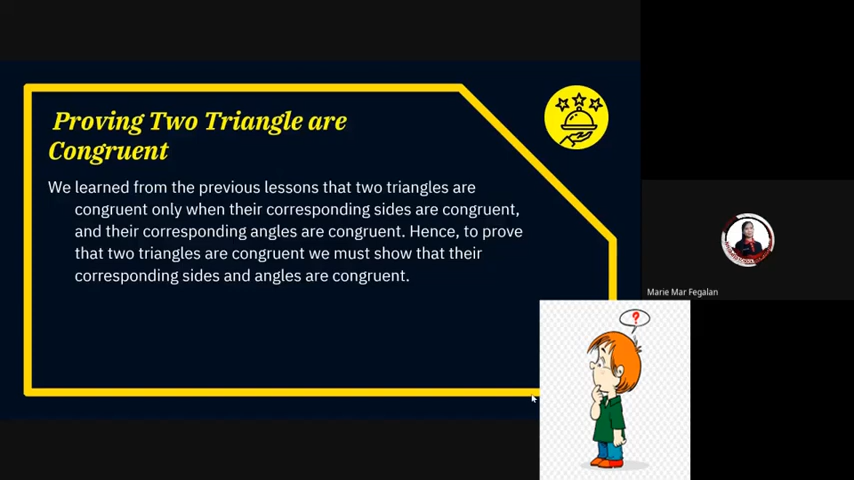 Proving Two Triangle are
Congruent
We learned from the previous lessons that two triangles are
congruent only when their corresponding sides are congruent,
and their corresponding angles are congruent. Hence, to prove
that two triangles are congruent we must show that their
corresponding sides and angles are congruent.
?
Marie Mar Fegalan